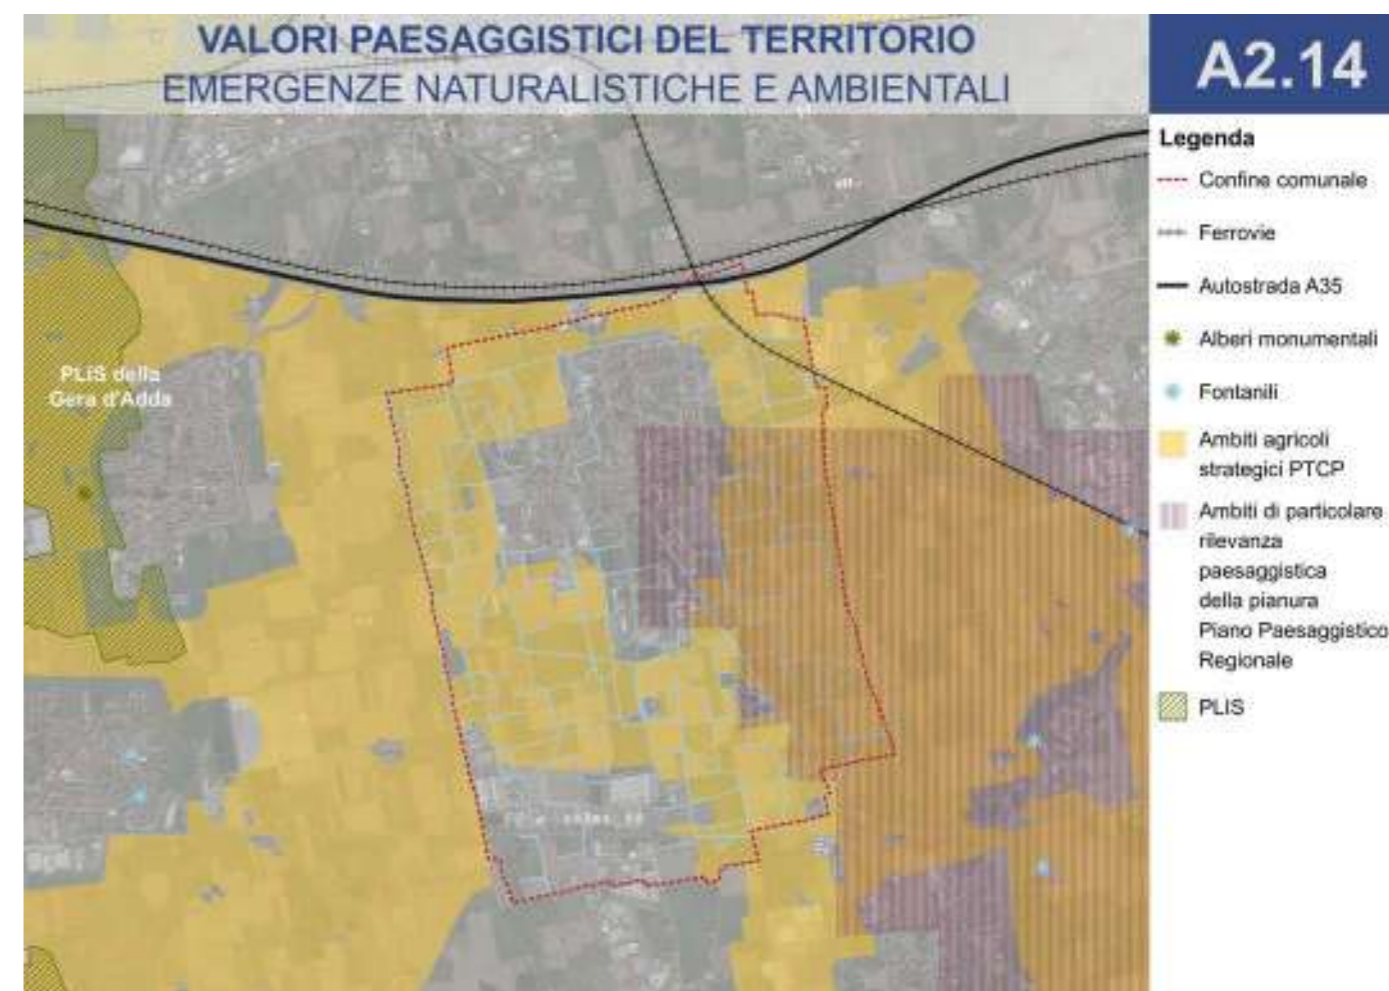 VALORI PAESAGGISTICI DEL TERRITORIO
EMERGENZE NATURALISTICHE E AMBIENTALI
A2.14
Legenda
Confine comunale
Ferrovie
Autostrada A35
Alberi monumentali
Fontanili
Ambiti agricoli
strategici PTCP
Ambiti di particolare
rilevanza
paesaggistica
della pianura
Piano Paesaggistico
Regionale
PLIS
PLIS della
Gera d'Adda